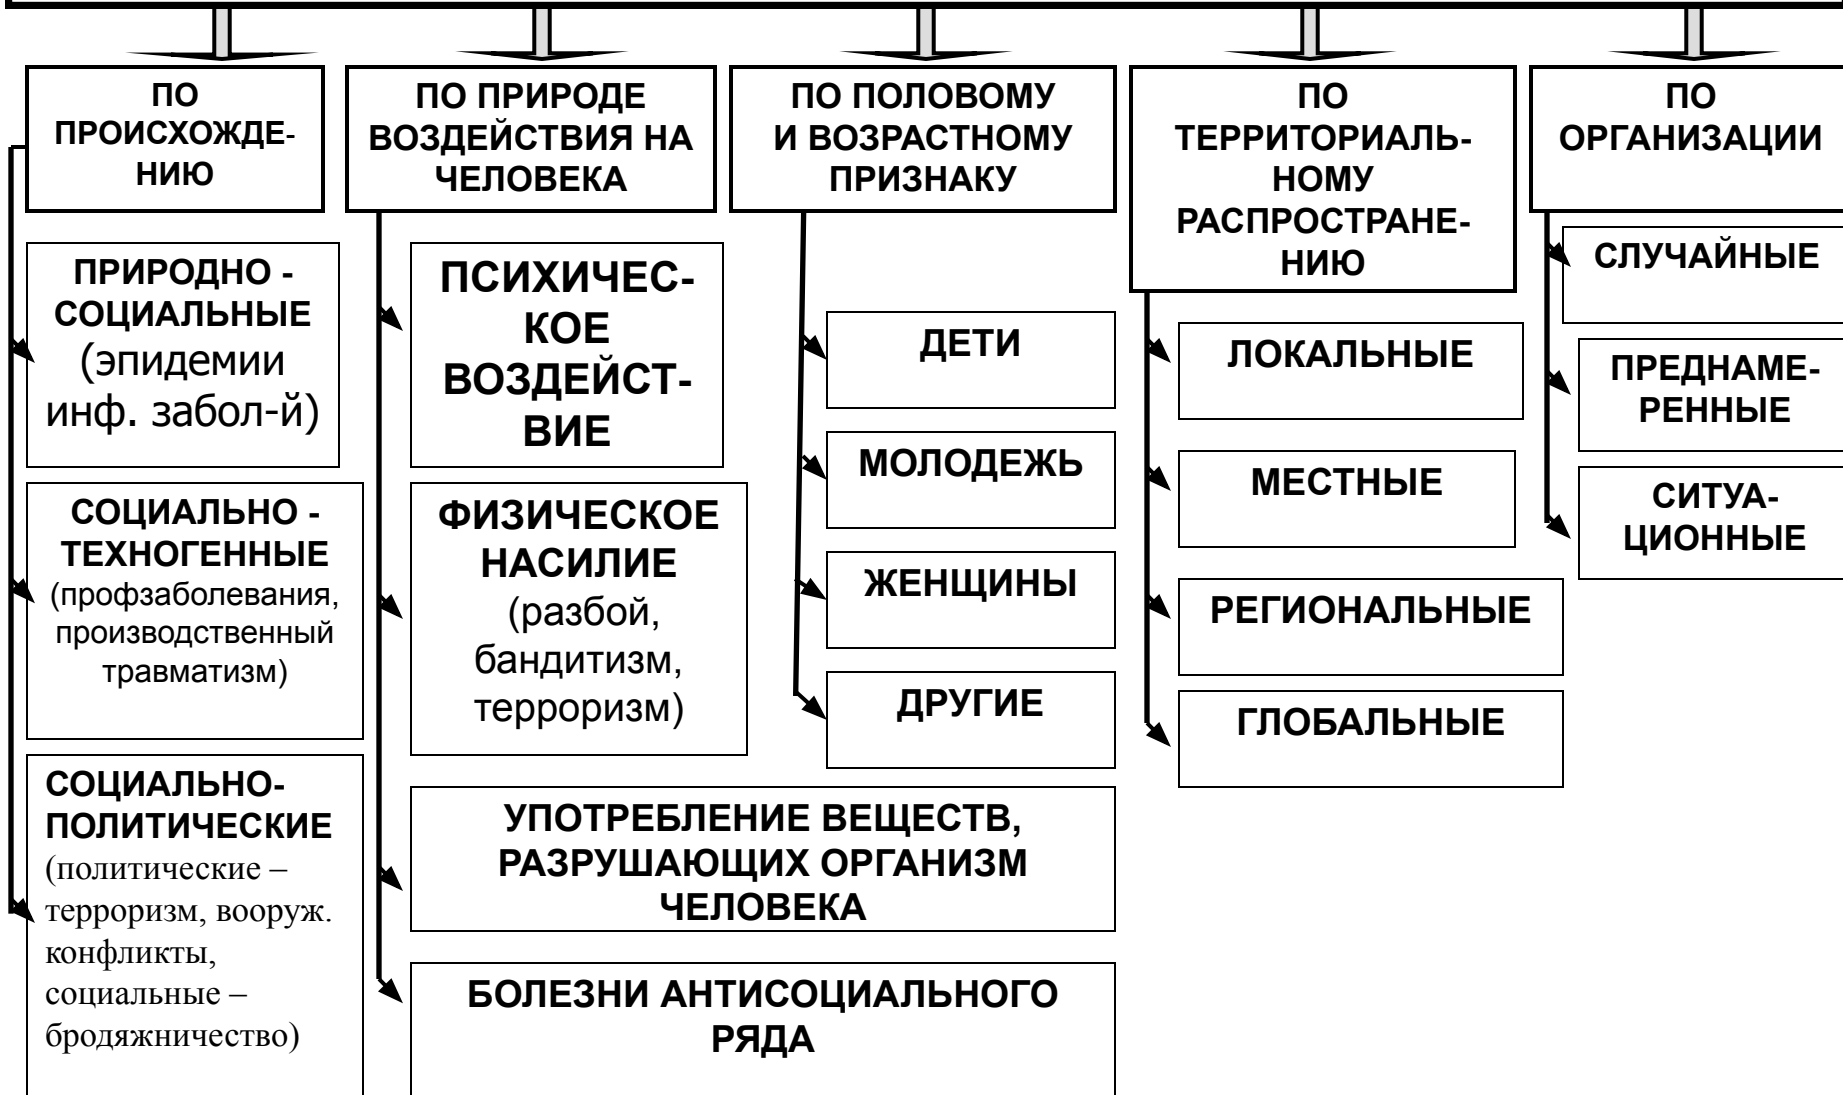 ПО
ПРОИСХОЖДЕ-
НИЮ
ПРИРОДНО -
СОЦИАЛЬНЫЕ
(эпидемии
инф. забол-й)
СОЦИАЛЬНО -
ТЕХНОГЕННЫЕ
(профзаболевания,
производственный
травматизм)
СОЦИАЛЬНО-
ПОЛИТИЧЕСКИЕ
(политические –
терроризм, вооруж.
конфликты,
социальные –
бродяжничество)
ПО ПРИРОДЕ
ВОЗДЕЙСТВИЯ НА
ЧЕЛОВЕКА
ПСИХИЧЕС-
КОЕ
ВОЗДЕЙСТ-
ВИЕ
ФИЗИЧЕСКОЕ
НАСИЛИЕ
(разбой,
бандитизм,
терроризм)
УПОТРЕБЛЕНИЕ ВЕЩЕСТВ,
РАЗРУШАЮЩИХ ОРГАНИЗМ
ЧЕЛОВЕКА
БОЛЕЗНИ АНТИСОЦИАЛЬНОГО
РЯДА
ПО ПОЛОВОМУ
И ВОЗРАСТНОМУ
ПРИЗНАКУ
ДЕТИ
МОЛОДЕЖЬ
ЖЕНЩИНЫ
ДРУГИЕ
ПО
ТЕРРИТОРИАЛЬ-
НОМУ
РАСПРОСТРАНЕ-
НИЮ
ЛОКАЛЬНЫЕ
МЕСТНЫЕ
РЕГИОНАЛЬНЫЕ
ГЛОБАЛЬНЫЕ
ПО
ОРГАНИЗАЦИИ
СЛУЧАЙНЫЕ
ПРЕДНАМЕ-
РЕННЫЕ
СИТУА-
ЦИОННЫЕ